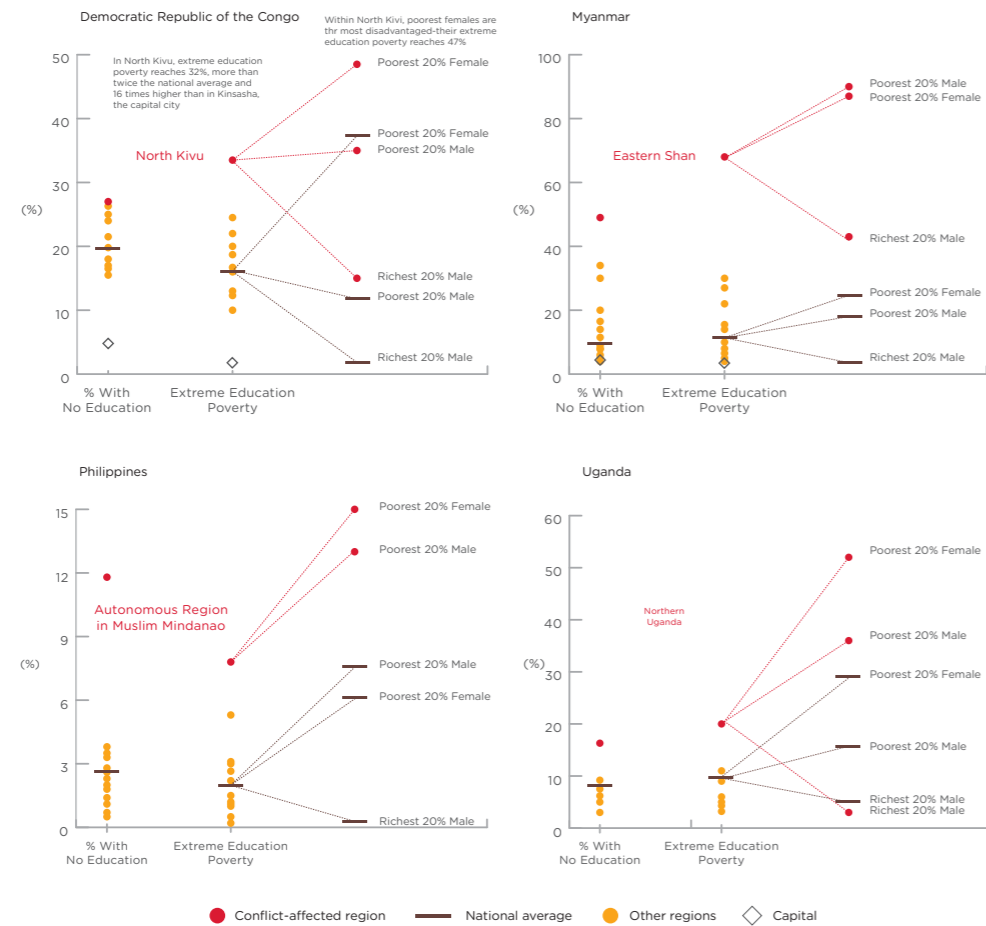 Democratic Republic of the Congo
Within North Kivi, poorest females are
thr most disadvantaged-their extreme
education poverty reaches 47%
In North Kivu, extreme education
poverty reaches 32%, more than
twice the national average and
16 times higher than in Kinsasha,
the capital city
50
40
30
20
10
0
(%)
North Kivu
Poorest 20% Female
Poorest 20% Female
Poorest 20% Male
Richest 20% Male
Poorest 20% Male
Richest 20% Male
% With
No Education
Extreme Education
Poverty
Myanmar
100
80
60
40
20
0
(%)
Eastern Shan
Poorest 20% Male
Poorest 20% Female
Richest 20% Male
Poorest 20% Female
Poorest 20% Male
Richest 20% Male
% With
No Education
Extreme Education
Poverty
Philippines
15
12
9
6
3
0
(%)
Autonomous Region
in Muslim Mindanao
Poorest 20% Female
Poorest 20% Male
Poorest 20% Male
Poorest 20% Female
Richest 20% Male
% With
No Education
Extreme Education
Poverty
Uganda
60
50
40
30
20
10
0
(%)
Northern
Uganda
Poorest 20% Female
Poorest 20% Male
Poorest 20% Female
Poorest 20% Male
Richest 20% Male
Richest 20% Male
% With
No Education
Extreme Education
Poverty
Conflict-affected region
National average
Other regions
Capital